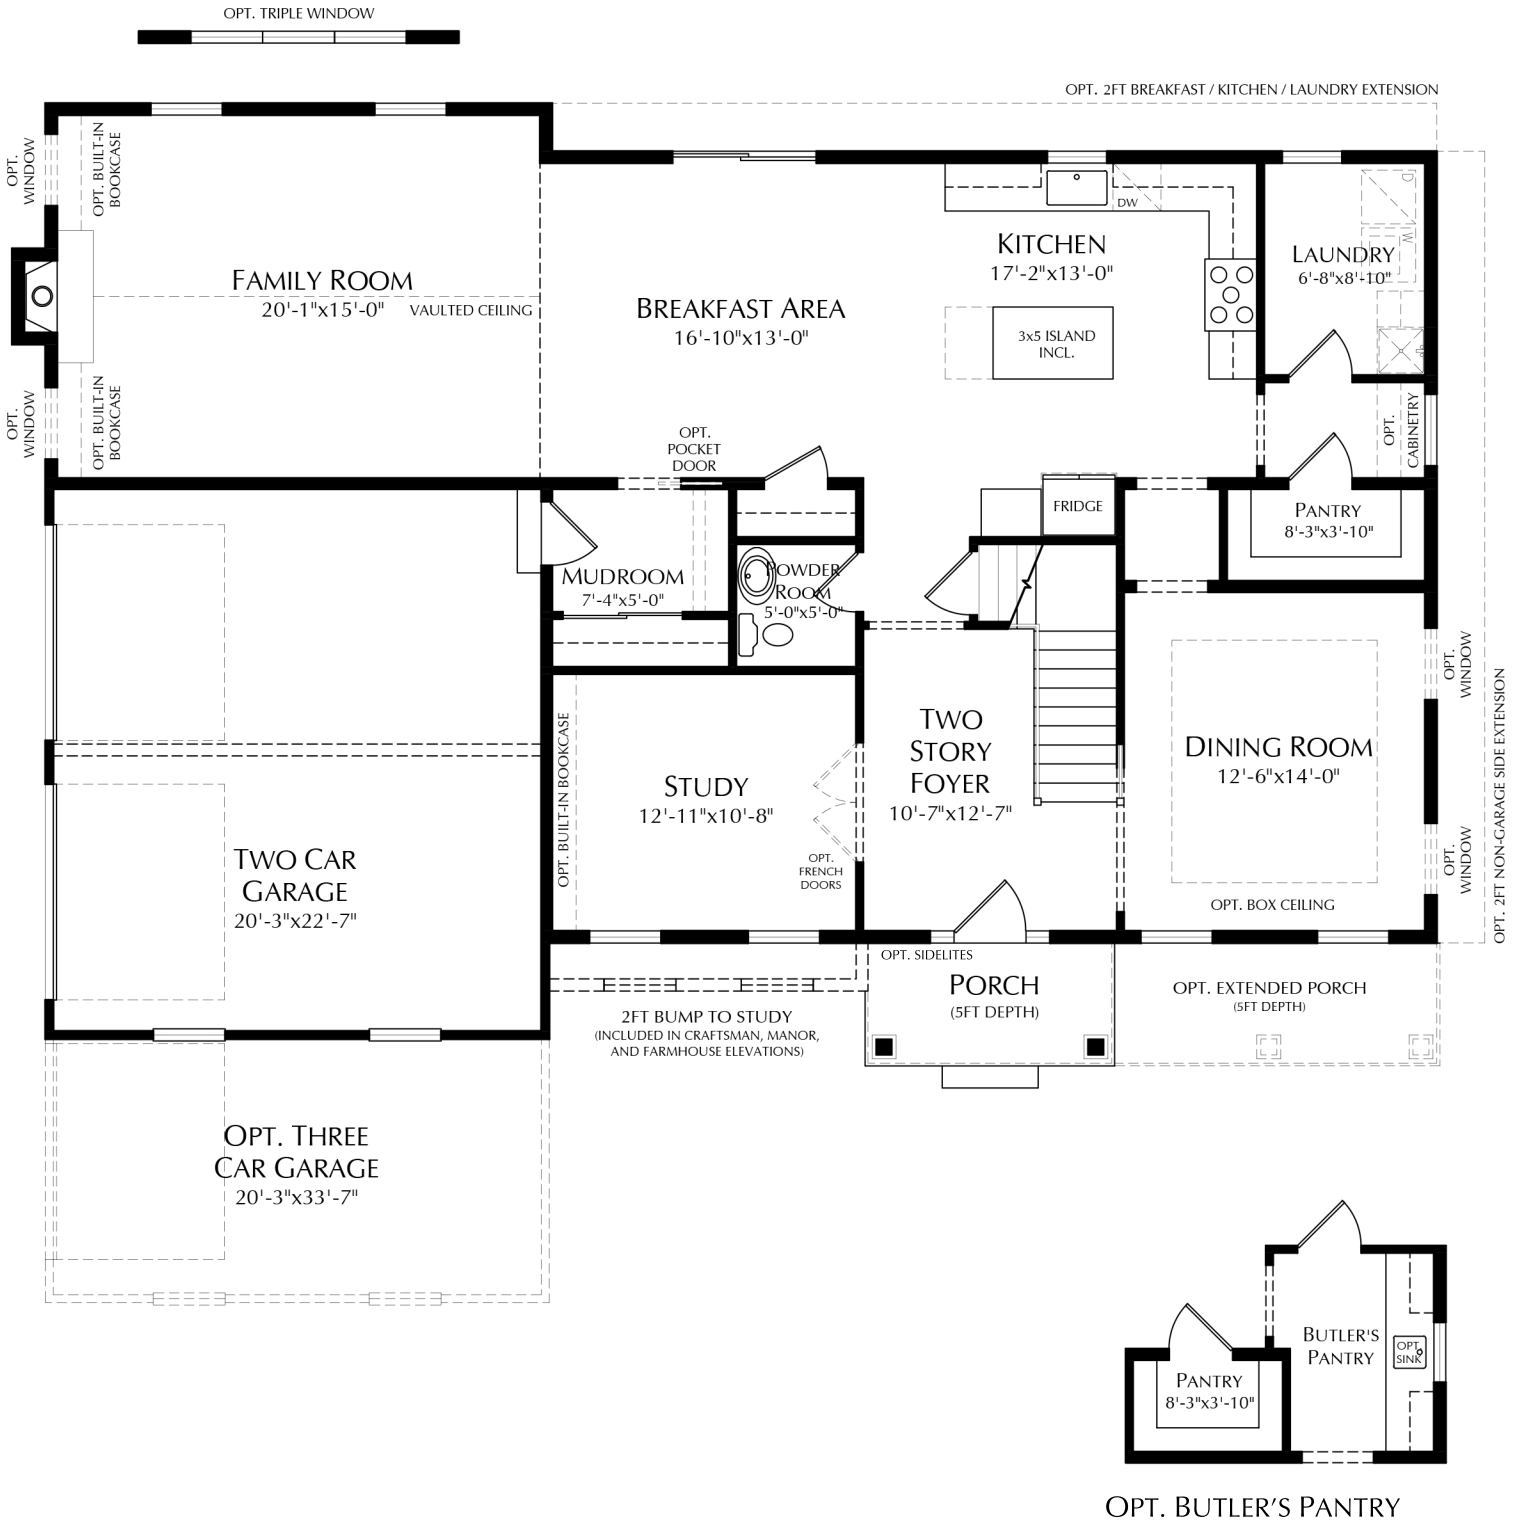 OPT. TRIPLE WINDOW
OPT. 2FT BREAKFAST / KITCHEN / LAUNDRY EXTENSION
OPT.
WINDOW
OPT. BUILT-IN
BOOKCASE
FAMILY ROOM
20'-1"x15'-0"
VAULTED CEILING
OPT.
WINDOW
OPT. BUILT-IN
BOOKCASE
BREAKFAST AREA
16'-10"x13'-0"
KITCHEN
17'-2"x13'-0"
DW
3x5 ISLAND
INCL.
D
W
LAUNDRY
6'-8"x8'-10"
OPT.
CABINETRY
OPT.
POCKET
DOOR
FRIDGE
PANTRY
8'-3"x3'-10"
MUDROOM
7'-4"x5'-0"
POWDER
ROOM
5'-0"x5'-0"
TWO
STORY
FOYER
10'-7"x12'-7"
DINING ROOM
12'-6"x14'-0"
OPT. BOX CEILING
OPT.
WINDOW
OPT.
WINDOW
OPT. 2FT NON-GARAGE SIDE EXTENSION
OPT. BUILT-IN BOOKCASE
STUDY
12'-11"x10'-8"
OPT.
FRENCH
DOORS
TWO CAR
GARAGE
20'-3"x22'-7"
OPT. SIDELITES
PORCH
(5FT DEPTH)
OPT. EXTENDED PORCH
(5FT DEPTH)
2FT BUMP TO STUDY
(INCLUDED IN CRAFTSMAN, MANOR,
AND FARMHOUSE ELEVATIONS)
OPT. THREE
CAR GARAGE
20'-3"x33'-7"
BUTLER'S
PANTRY
OPT.
SINK
PANTRY
8'-3"x3'-10"
OPT. BUTLER'S PANTRY